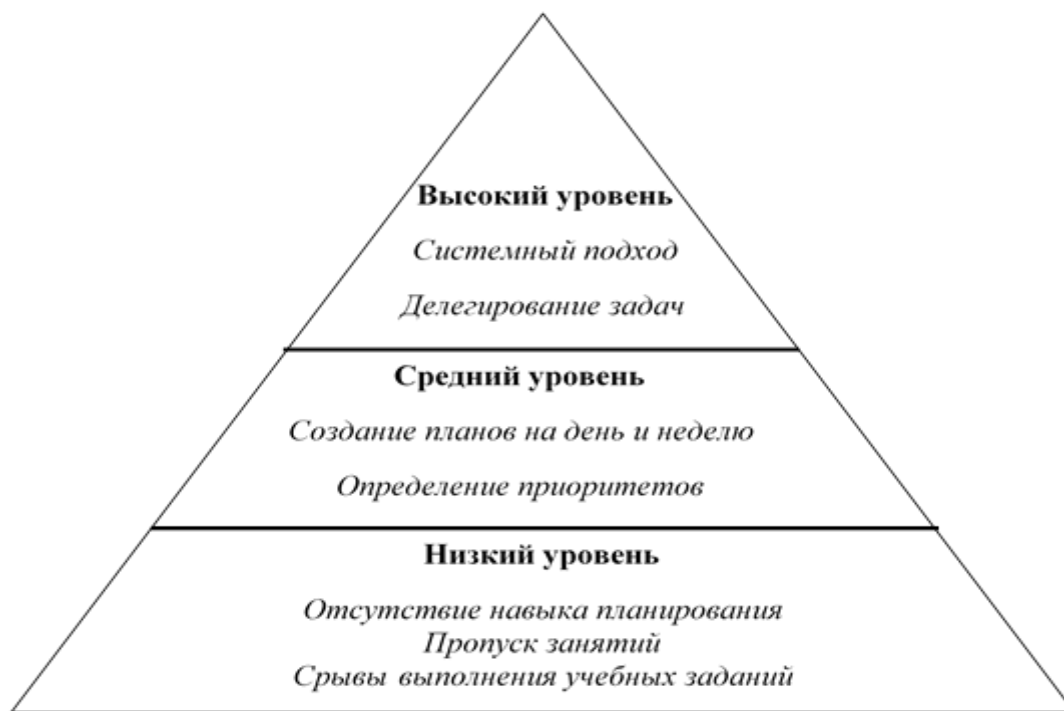 Высокий уровень
Системный подход
Делегирование задач
Средний уровень
Создание планов на день и неделю
Определение приоритетов
Низкий уровень
Отсутствие навыка планирования
Пропуск занятий
Срывы выполнения учебных заданий